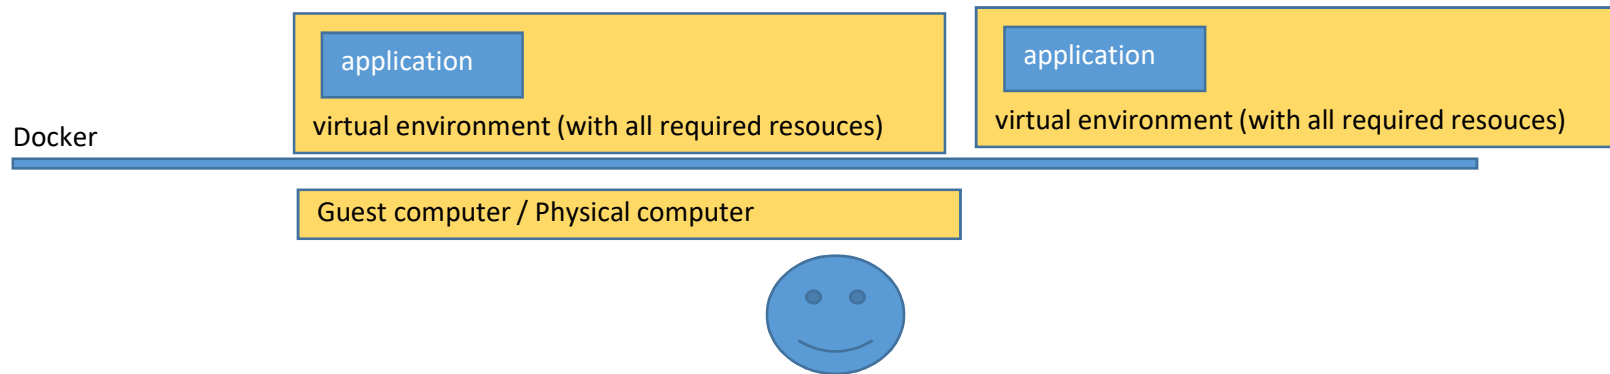 application
application
virtual environment (with all required resouces)
virtual environment (with all required resouces)
Docker
Guest computer / Physical computer